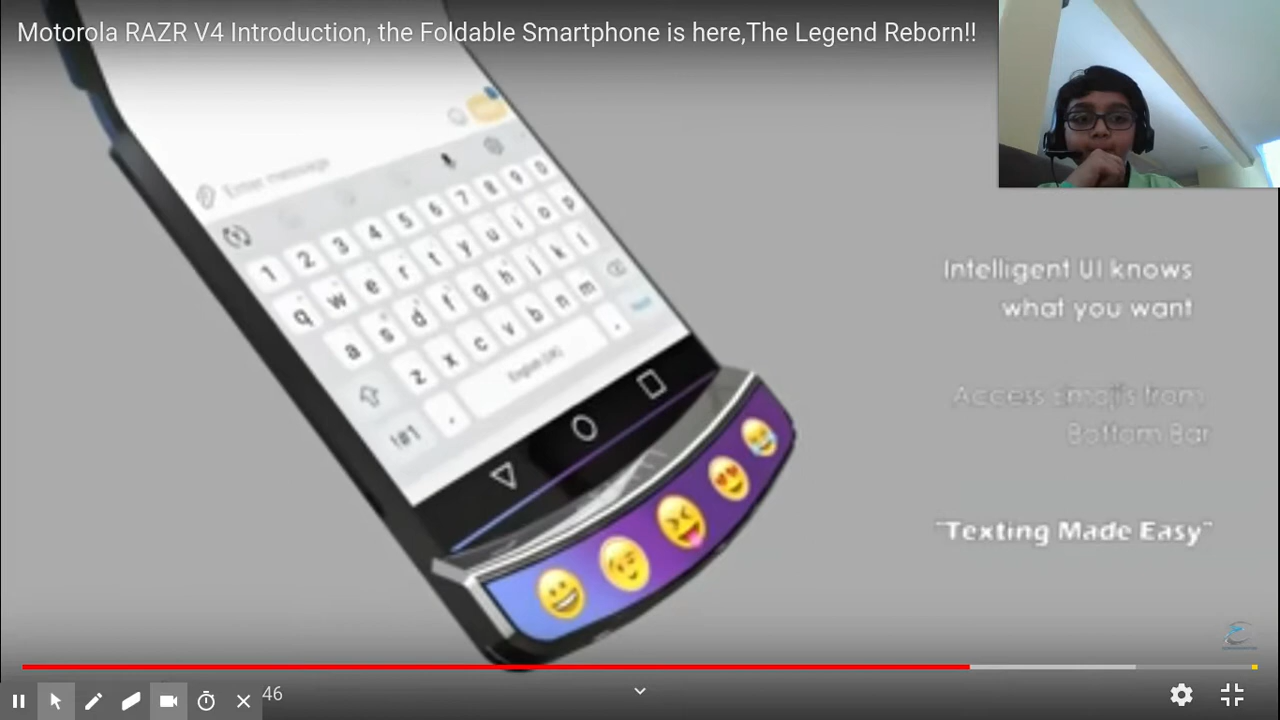 Motorola RAZR V4 Introduction, the Foldable Smartphone is here,The Legend Reborn!!
Enter message
1 2 3 4 5 6 7 8 9 0
q w e r t y u i o p
a s d f g h j k l
z x c v b n m
!#1 , English (UK) .
Intelligent UI knows
what you want
Access Emoji's from
Bottom Bar
"Texting Made Easy"
46